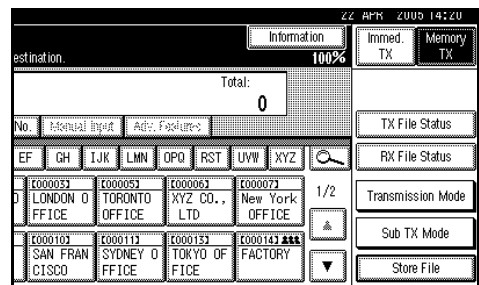 22 APR 2005 14:20
Information
Immed. TX
Memory TX
estination.
100%
Total:
0
No.
Manual Input
Adv. Features
TX File Status
EF
GH
IJK
LMN
OPQ
RST
UVW
XYZ
RX File Status
[00003]
LONDON O
FFICE
[00005]
TORONTO
OFFICE
[00006]
XYZ CO.,
LTD
[00007]
New York
OFFICE
1/2
Transmission Mode
[00010]
SAN FRAN
CISCO
[00011]
SYDNEY O
FFICE
[00013]
TOKYO OF
FICE
[00014]
FACTORY
Sub TX Mode
Store File